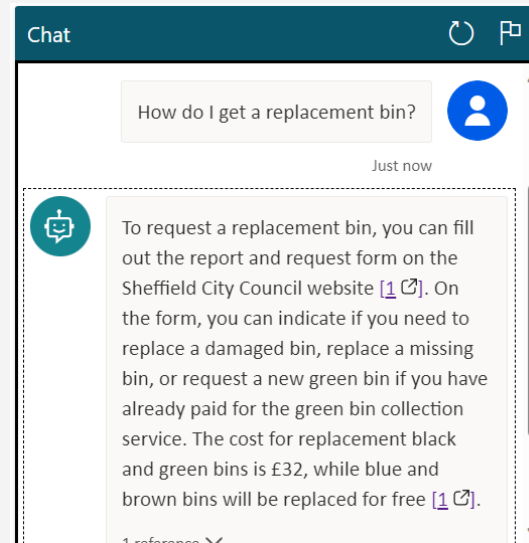 Chat
How do I get a replacement bin?
Just now
To request a replacement bin, you can fill
out the report and request form on the
Sheffield City Council website [1]. On
the form, you can indicate if you need to
replace a damaged bin, replace a missing
bin, or request a new green bin if you have
already paid for the green bin collection
service. The cost for replacement black
and green bins is £32, while blue and
brown bins will be replaced for free [1].
1 reference